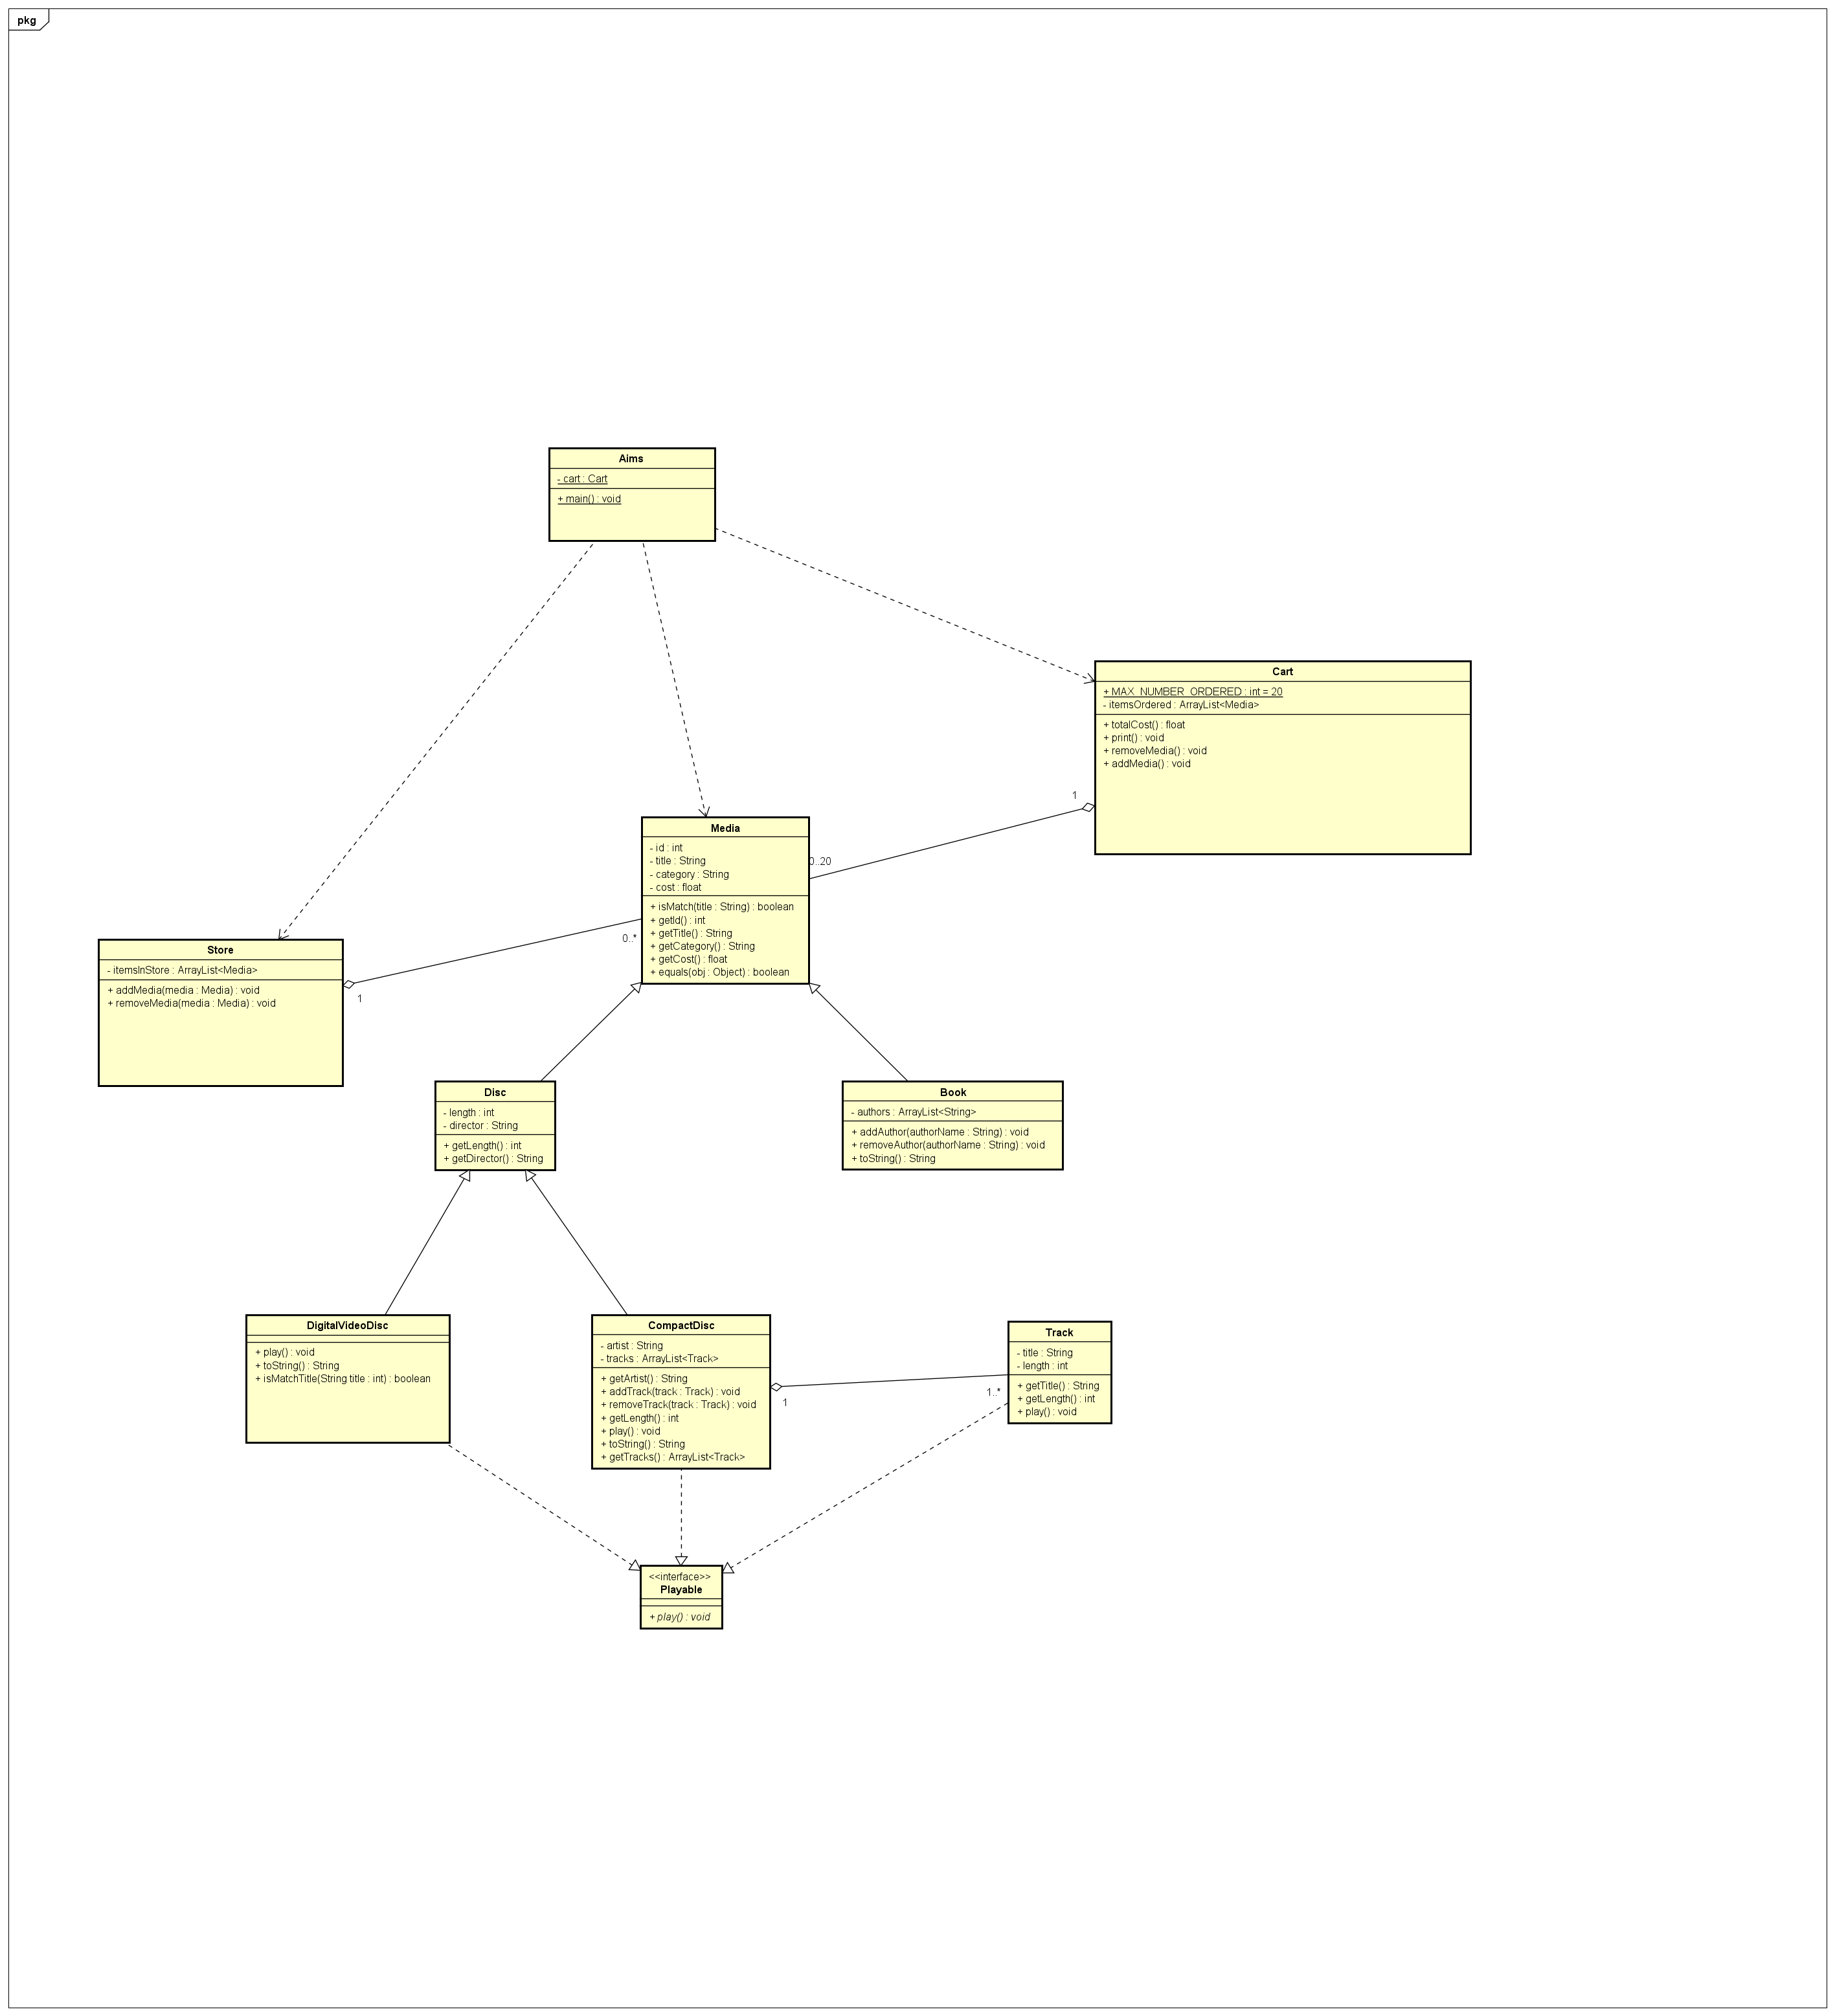 pkg
Aims
- cart : Cart
+ main() : void
Cart
+ MAX_NUMBER_ORDERED : int = 20
- itemsOrdered : ArrayList<Media>
+ totalCost() : float
+ print() : void
+ removeMedia() : void
+ addMedia() : void
1
0..20
Media
- id : int
- title : String
- category : String
- cost : float
+ isMatch(title : String) : boolean
+ getId() : int
+ getTitle() : String
+ getCategory() : String
+ getCost() : float
+ equals(obj : Object) : boolean
0..*
1
Store
- itemsInStore : ArrayList<Media>
+ addMedia(media : Media) : void
+ removeMedia(media : Media) : void
Disc
- length : int
- director : String
+ getLength() : int
+ getDirector() : String
Book
- authors : ArrayList<String>
+ addAuthor(authorName : String) : void
+ removeAuthor(authorName : String) : void
+ toString() : String
DigitalVideoDisc
+ play() : void
+ toString() : String
+ isMatchTitle(String title : int) : boolean
CompactDisc
- artist : String
- tracks : ArrayList<Track>
+ getArtist() : String
+ addTrack(track : Track) : void
+ removeTrack(track : Track) : void
+ getLength() : int
+ play() : void
+ toString() : String
+ getTracks() : ArrayList<Track>
1
1..*
Track
- title : String
- length : int
+ getTitle() : String
+ getLength() : int
+ play() : void
<<interface>>
Playable
+ play() : void